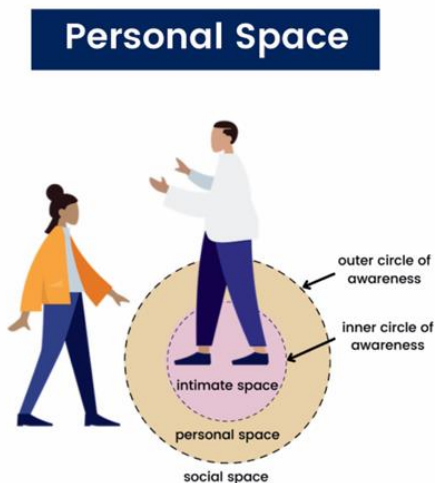 Personal Space
outer circle of
awareness
inner circle of
awareness
intimate space
personal space
social space